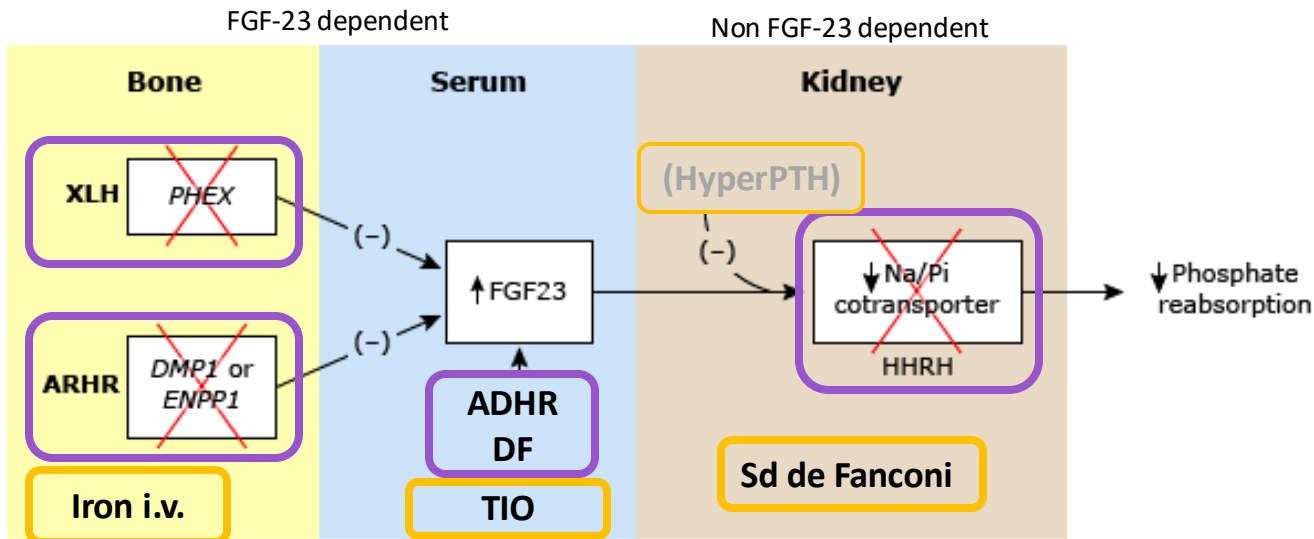 FGF-23 dependent
Non FGF-23 dependent
Bone
Serum
Kidney
XLH
PHEX
(−)
(HyperPTH)
(−)
↑FGF23
↓Na/Pi
cotransporter
HHRH
↓Phosphate
reabsorption
ARHR
DMP1 or
ENPP1
(−)
ADHR
DF
TIO
Iron i.v.
Sd de Fanconi